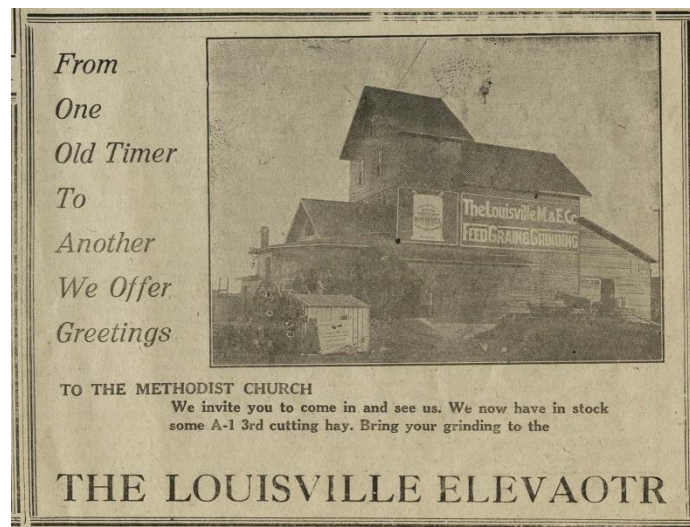 From
One
Old Timer
To
Another
We Offer
Greetings
The Louisville M. & E. Co
FEED GRAIN & GRINDING
TO THE METHODIST CHURCH
We invite you to come in and see us. We now have in stock
some A-1 3rd cutting hay. Bring your grinding to the
THE LOUISVILLE ELEVAOTR